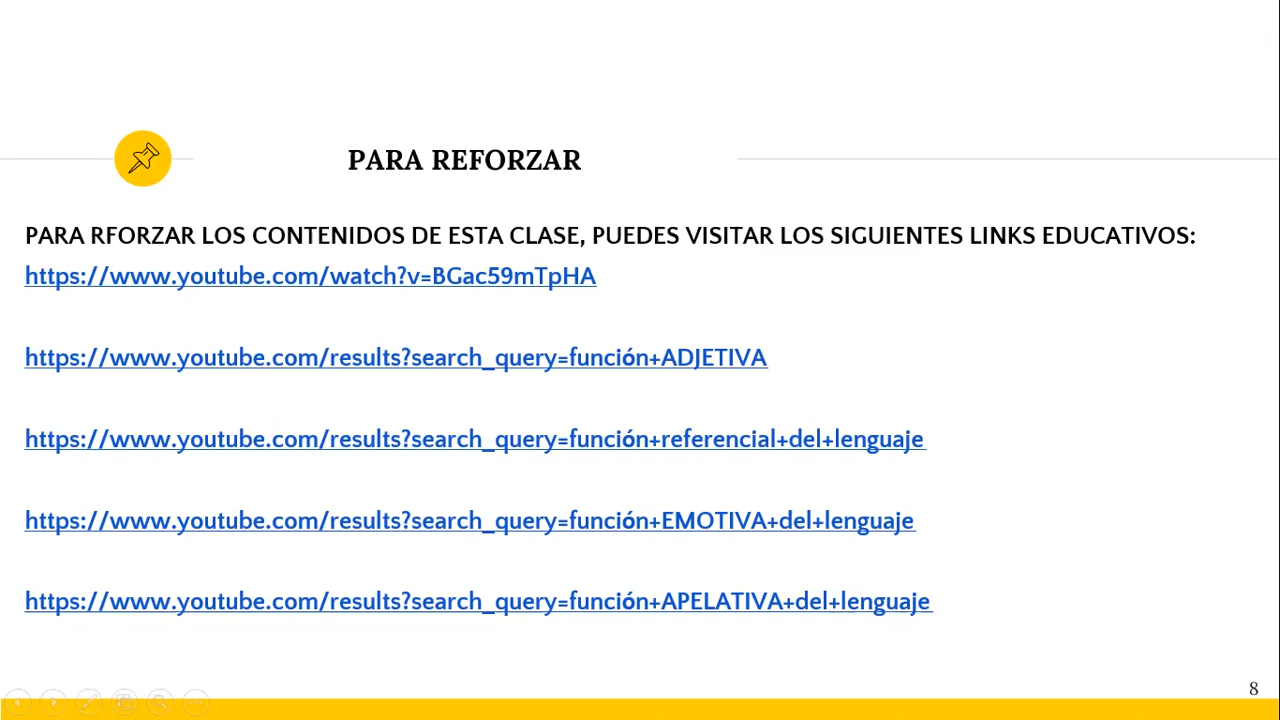 PARA REFORZAR
PARA RFORZAR LOS CONTENIDOS DE ESTA CLASE, PUEDES VISITAR LOS SIGUIENTES LINKS EDUCATIVOS:
https://www.youtube.com/watch?v=BGac59mTpHA
https://www.youtube.com/results?search_query=función+ADJETIVA
https://www.youtube.com/results?search_query=función+referencial+del+lenguaje
https://www.youtube.com/results?search_query=función+EMOTIVA+del+lenguaje
https://www.youtube.com/results?search_query=función+APELATIVA+del+lenguaje
8